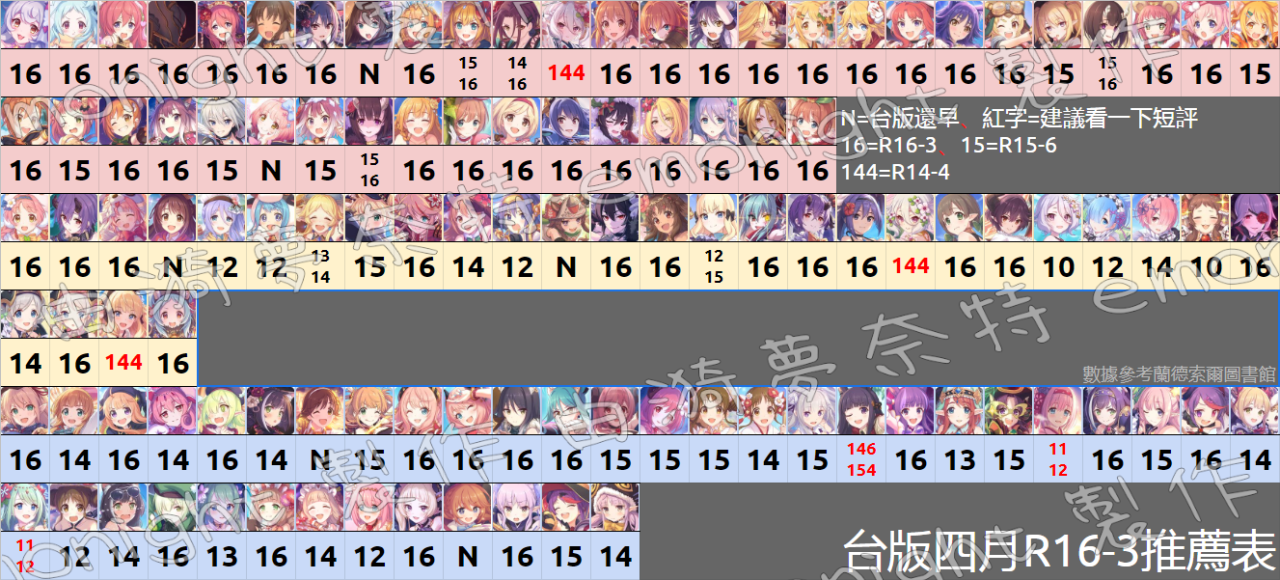 16 16 16 16 16 16 16 N 16 15 14 144 16 16 16 16 16 16 16 16 16 15 15 16 16 15
16 16 16
N=台版還早、紅字=建議看一下短評
16=R16-3、15=R15-6
144=R14-4
16 15 16 16 15 N 15 15 16 16 16 16 16 16 16 16 16
16
16 16 16 N 12 12 13 15 16 14 12 N 16 16 12 16 16 16 144 16 16 10 12 14 10 16
14 15
14 16 144 16
數據參考蘭德索爾圖書館
16 14 16 14 16 14 N 15 16 16 16 16 15 15 15 14 15 146 16 13 15 11 16 15 16 14
154 12
11 12 14 16 13 16 14 12 16 N 16 15 14
12
台版四月R16-3推薦表
由漪夢奈特 emonight 製作